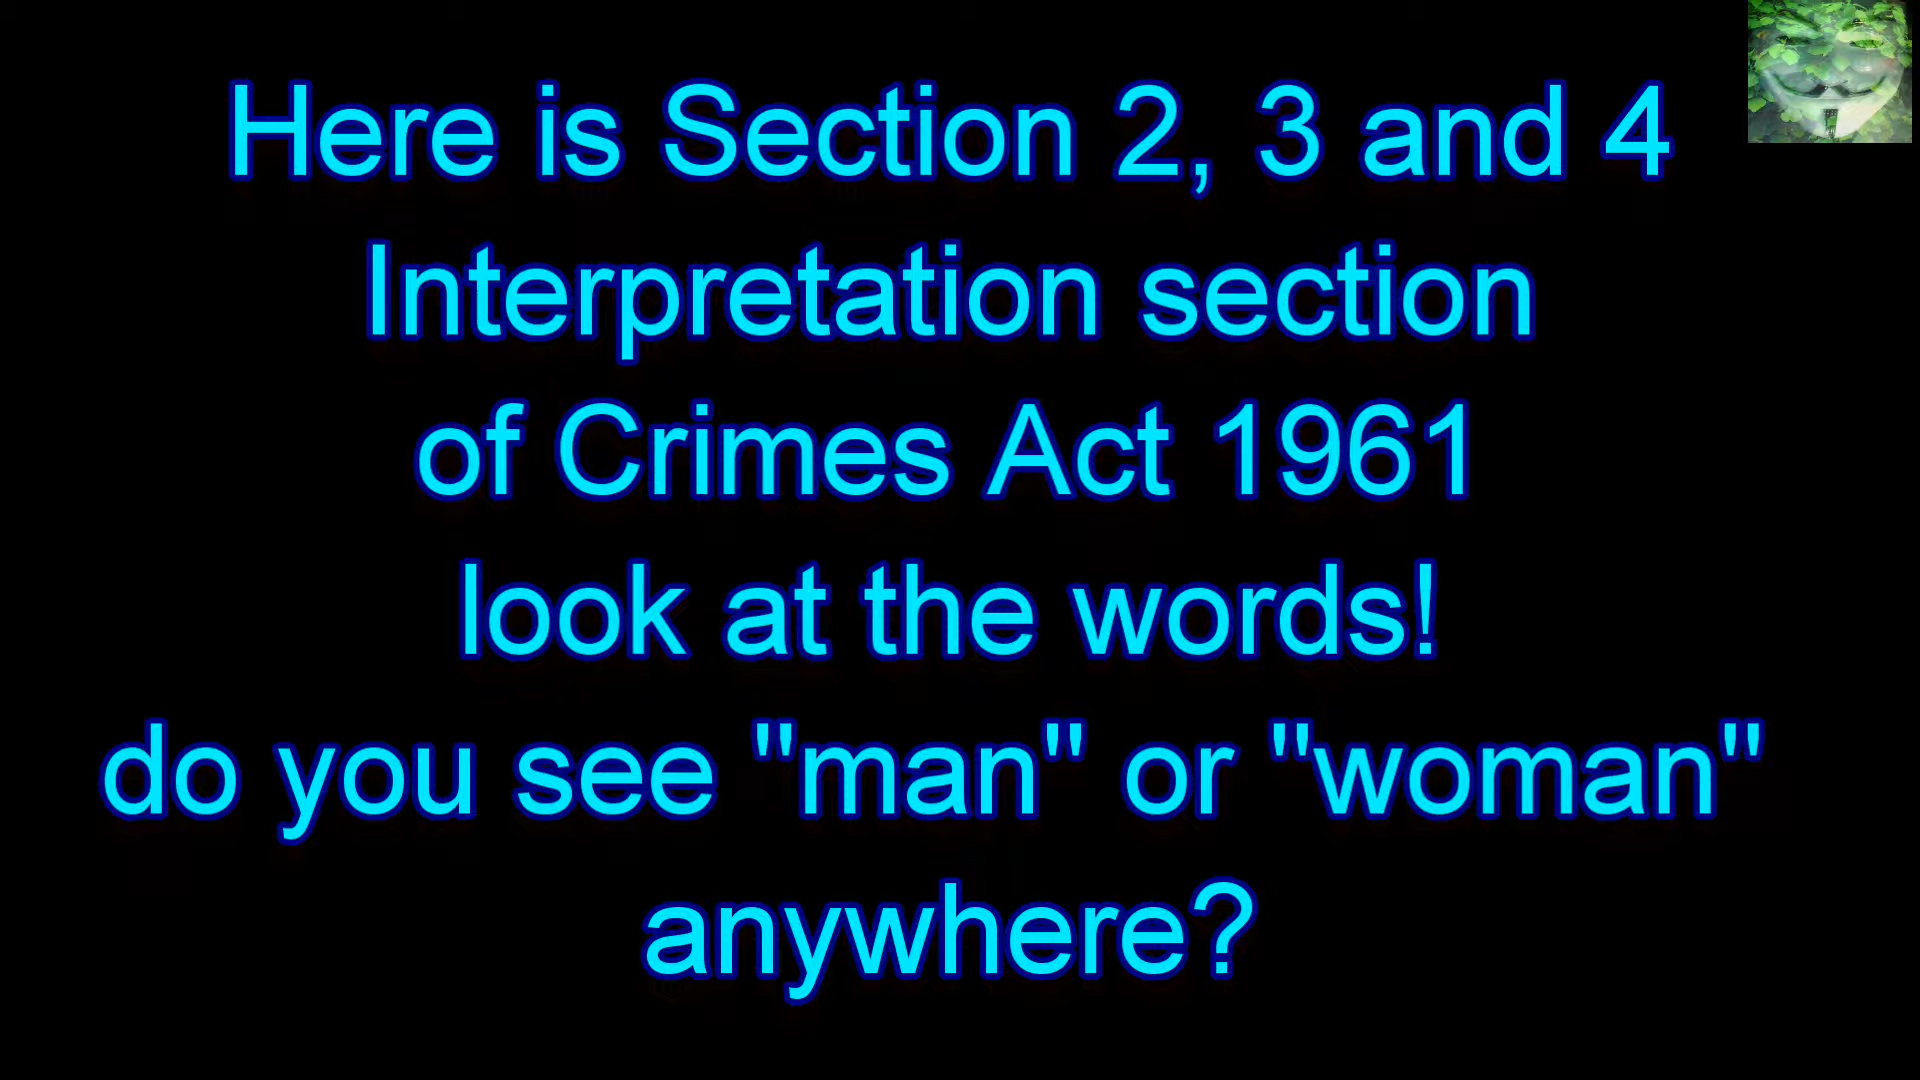 Here is Section 2, 3 and 4
Interpretation section
of Crimes Act 1961
look at the words!
do you see "man" or "woman"
anywhere?